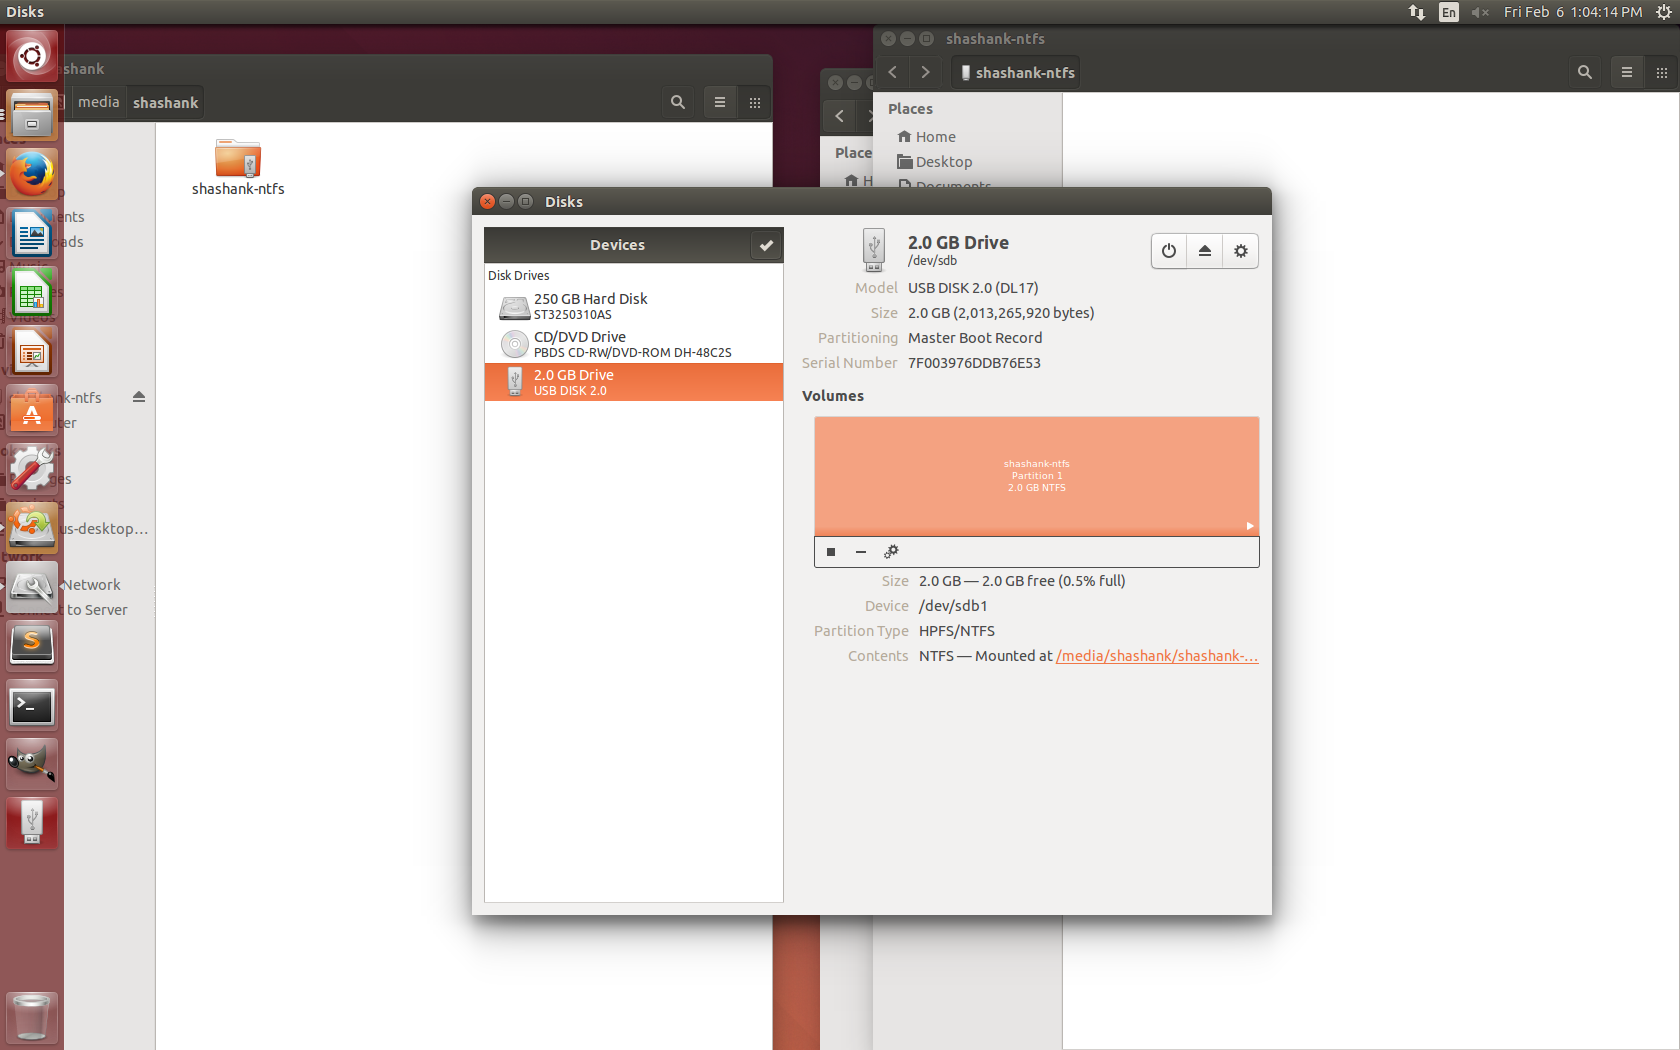 Disks
En
Fri Feb 6 1:04:14 PM
shashank
media
shashank
shashank-ntfs
ents
ads
nk-ntfs
ter
es
us-desktop...
Network
to Server
Place
H
shashank-ntfs
shashank-ntfs
Places
Home
Desktop
Documents
Disks
Devices
Disk Drives
250 GB Hard Disk
ST3250310AS
CD/DVD Drive
PBDS CD-RW/DVD-ROM DH-48C2S
2.0 GB Drive
USB DISK 2.0
2.0 GB Drive
/dev/sdb
Model USB DISK 2.0 (DL17)
Size 2.0 GB (2,013,265,920 bytes)
Partitioning Master Boot Record
Serial Number 7F003976DDB76E53
Volumes
shashank-ntfs
Partition 1
2.0 GB NTFS
Size 2.0 GB — 2.0 GB free (0.5% full)
Device /dev/sdb1
Partition Type HPFS/NTFS
Contents NTFS — Mounted at /media/shashank/shashank-...